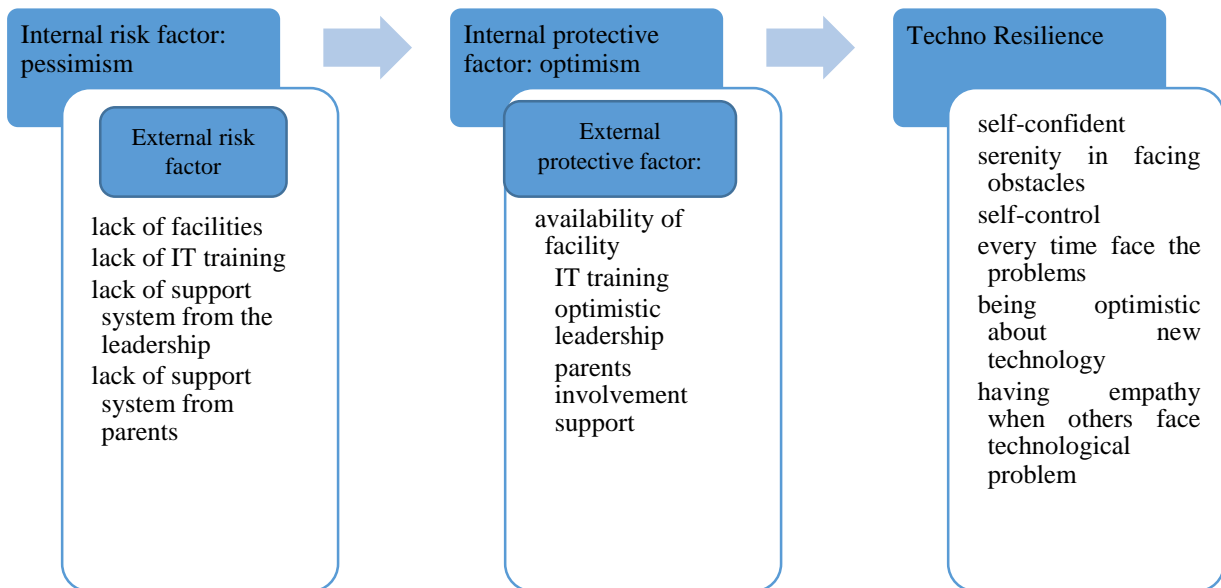 Internal risk factor:
pessimism
External risk
factor
lack of facilities
lack of IT training
lack of support
system from the
leadership
lack of support
system from
parents
Internal protective
factor: optimism
External
protective factor:
availability of
facility
IT training
optimistic
leadership
parents
involvement
support
Techno Resilience
self-confident
serenity in facing
obstacles
self-control
every time face the
problems
being optimistic
about new
technology
having empathy
when others face
technological
problem